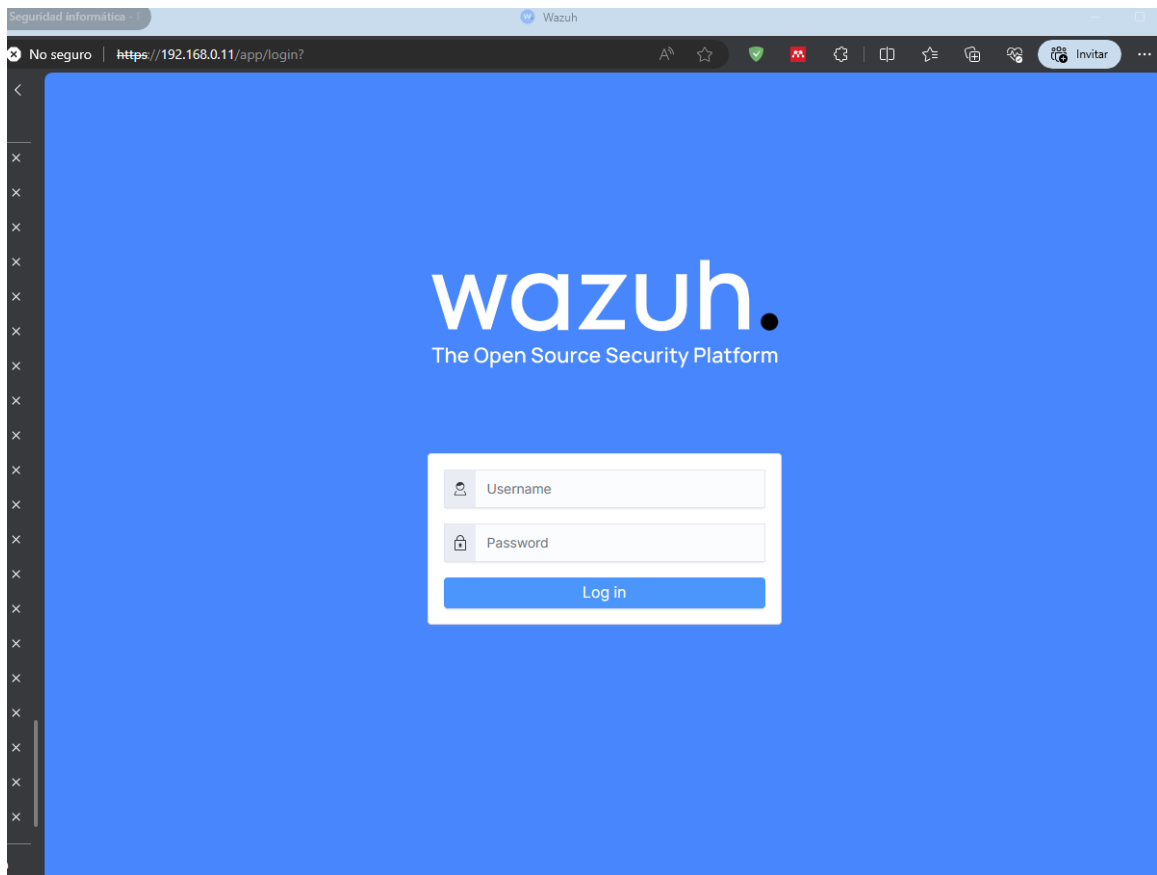 Seguridad informática -
Wazuh
No seguro
https://192.168.0.11/app/login?
Invitar
wazuh.
The Open Source Security Platform
Username
Password
Log in